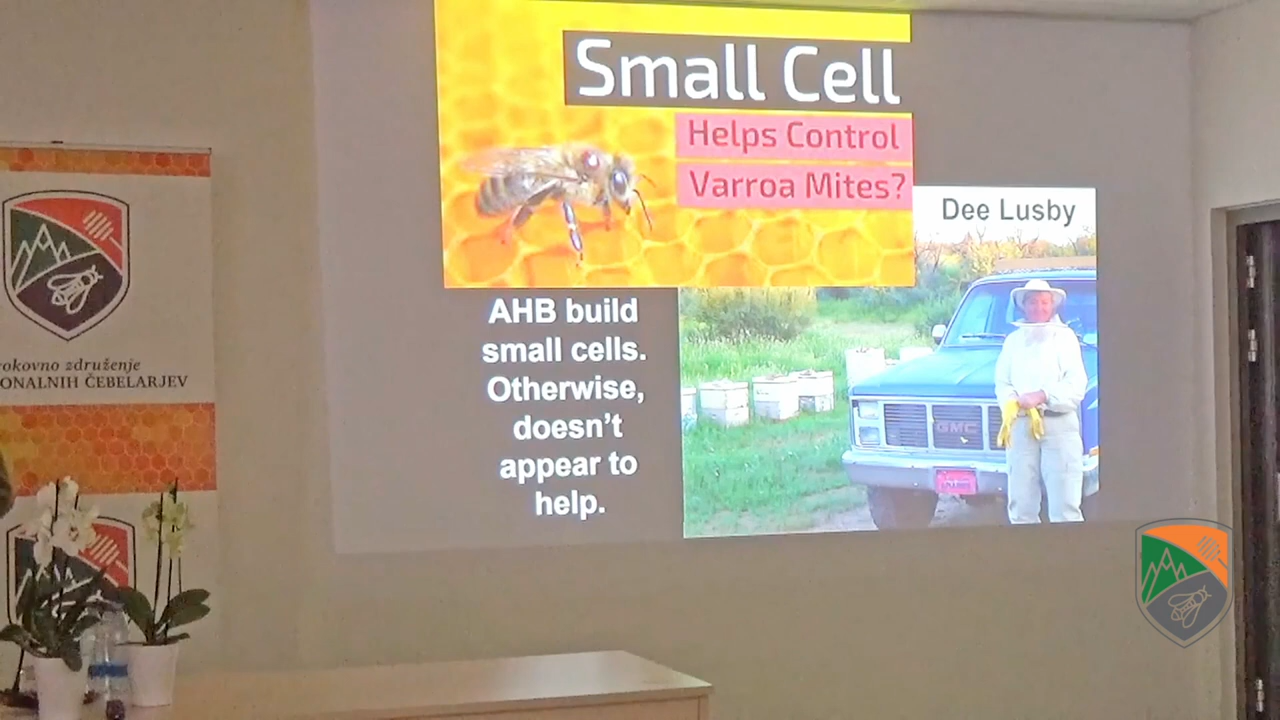 Small Cell
Helps Control
Varroa Mites?
Dee Lusby
AHB build
small cells.
Otherwise,
doesn't
appear to
help.
GMC
rokovno združenje
ONALNIH ČEBELARJEV